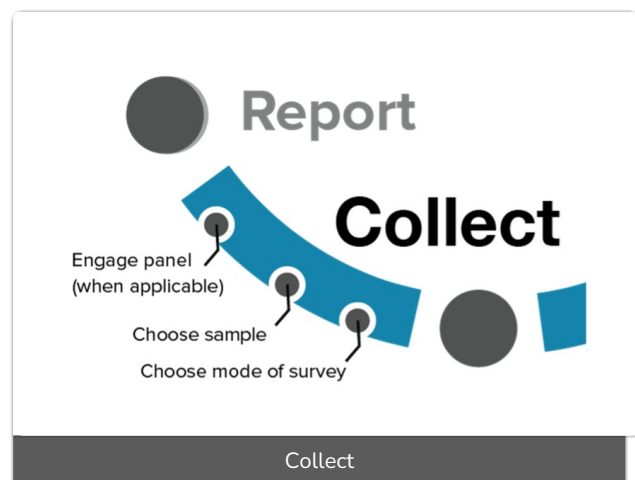 Report
Collect
Engage panel
(when applicable)
Choose sample
Choose mode of survey
Collect